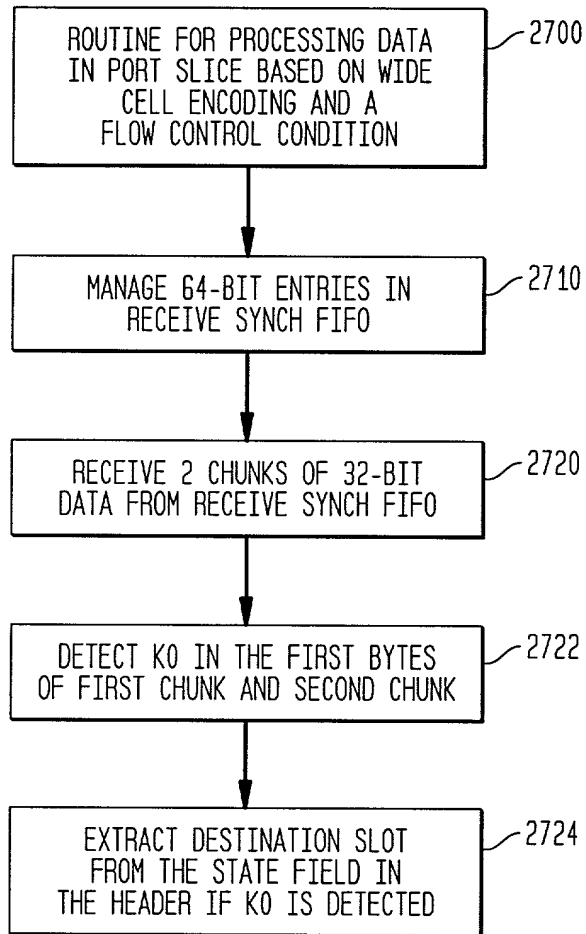 ROUTINE FOR PROCESSING DATA
IN PORT SLICE BASED ON WIDE
CELL ENCODING AND A
FLOW CONTROL CONDITION
2700
MANAGE 64-BIT ENTRIES IN
RECEIVE SYNCH FIFO
2710
RECEIVE 2 CHUNKS OF 32-BIT
DATA FROM RECEIVE SYNCH FIFO
2720
DETECT K0 IN THE FIRST BYTES
OF FIRST CHUNK AND SECOND CHUNK
2722
EXTRACT DESTINATION SLOT
FROM THE STATE FIELD IN
THE HEADER IF K0 IS DETECTED
2724